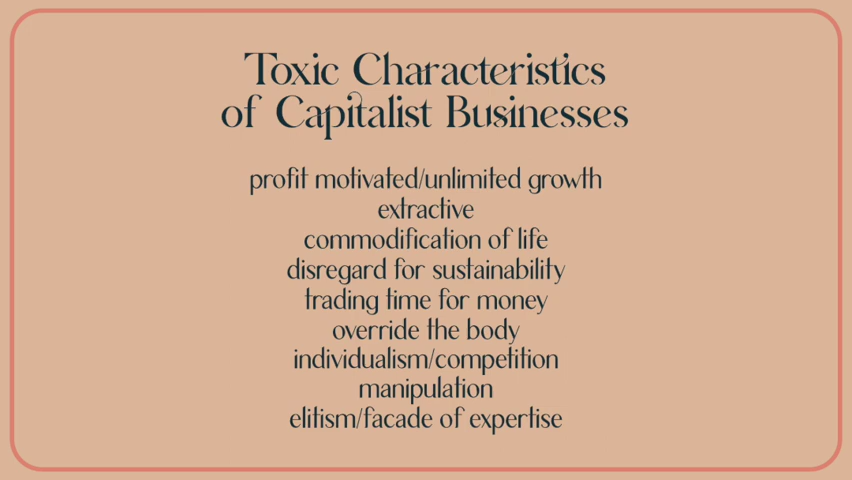 Toxic Characteristics
of Capitalist Businesses
profit motivated/unlimited growth
extractive
commodification of life
disregard for sustainability
trading time for money
override the body
individualism/competition
manipulation
elitism/facade of expertise